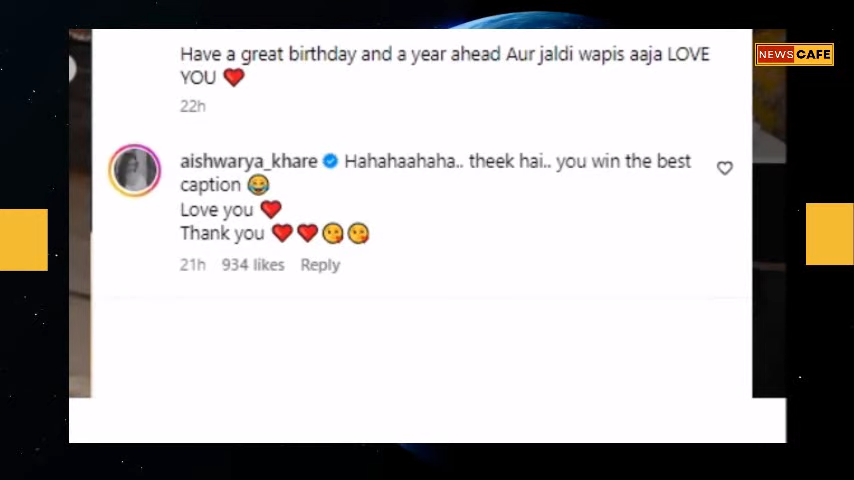 Have a great birthday and a year ahead Aur jaldi wapis aaja LOVE
YOU ❤️
22h
NEWS CAFE
aishwarya_khare Hahahaahaha.. theek hai.. you win the best
caption 😂
Love you ❤️
Thank you ❤️❤️😘😘
21h 934 likes Reply